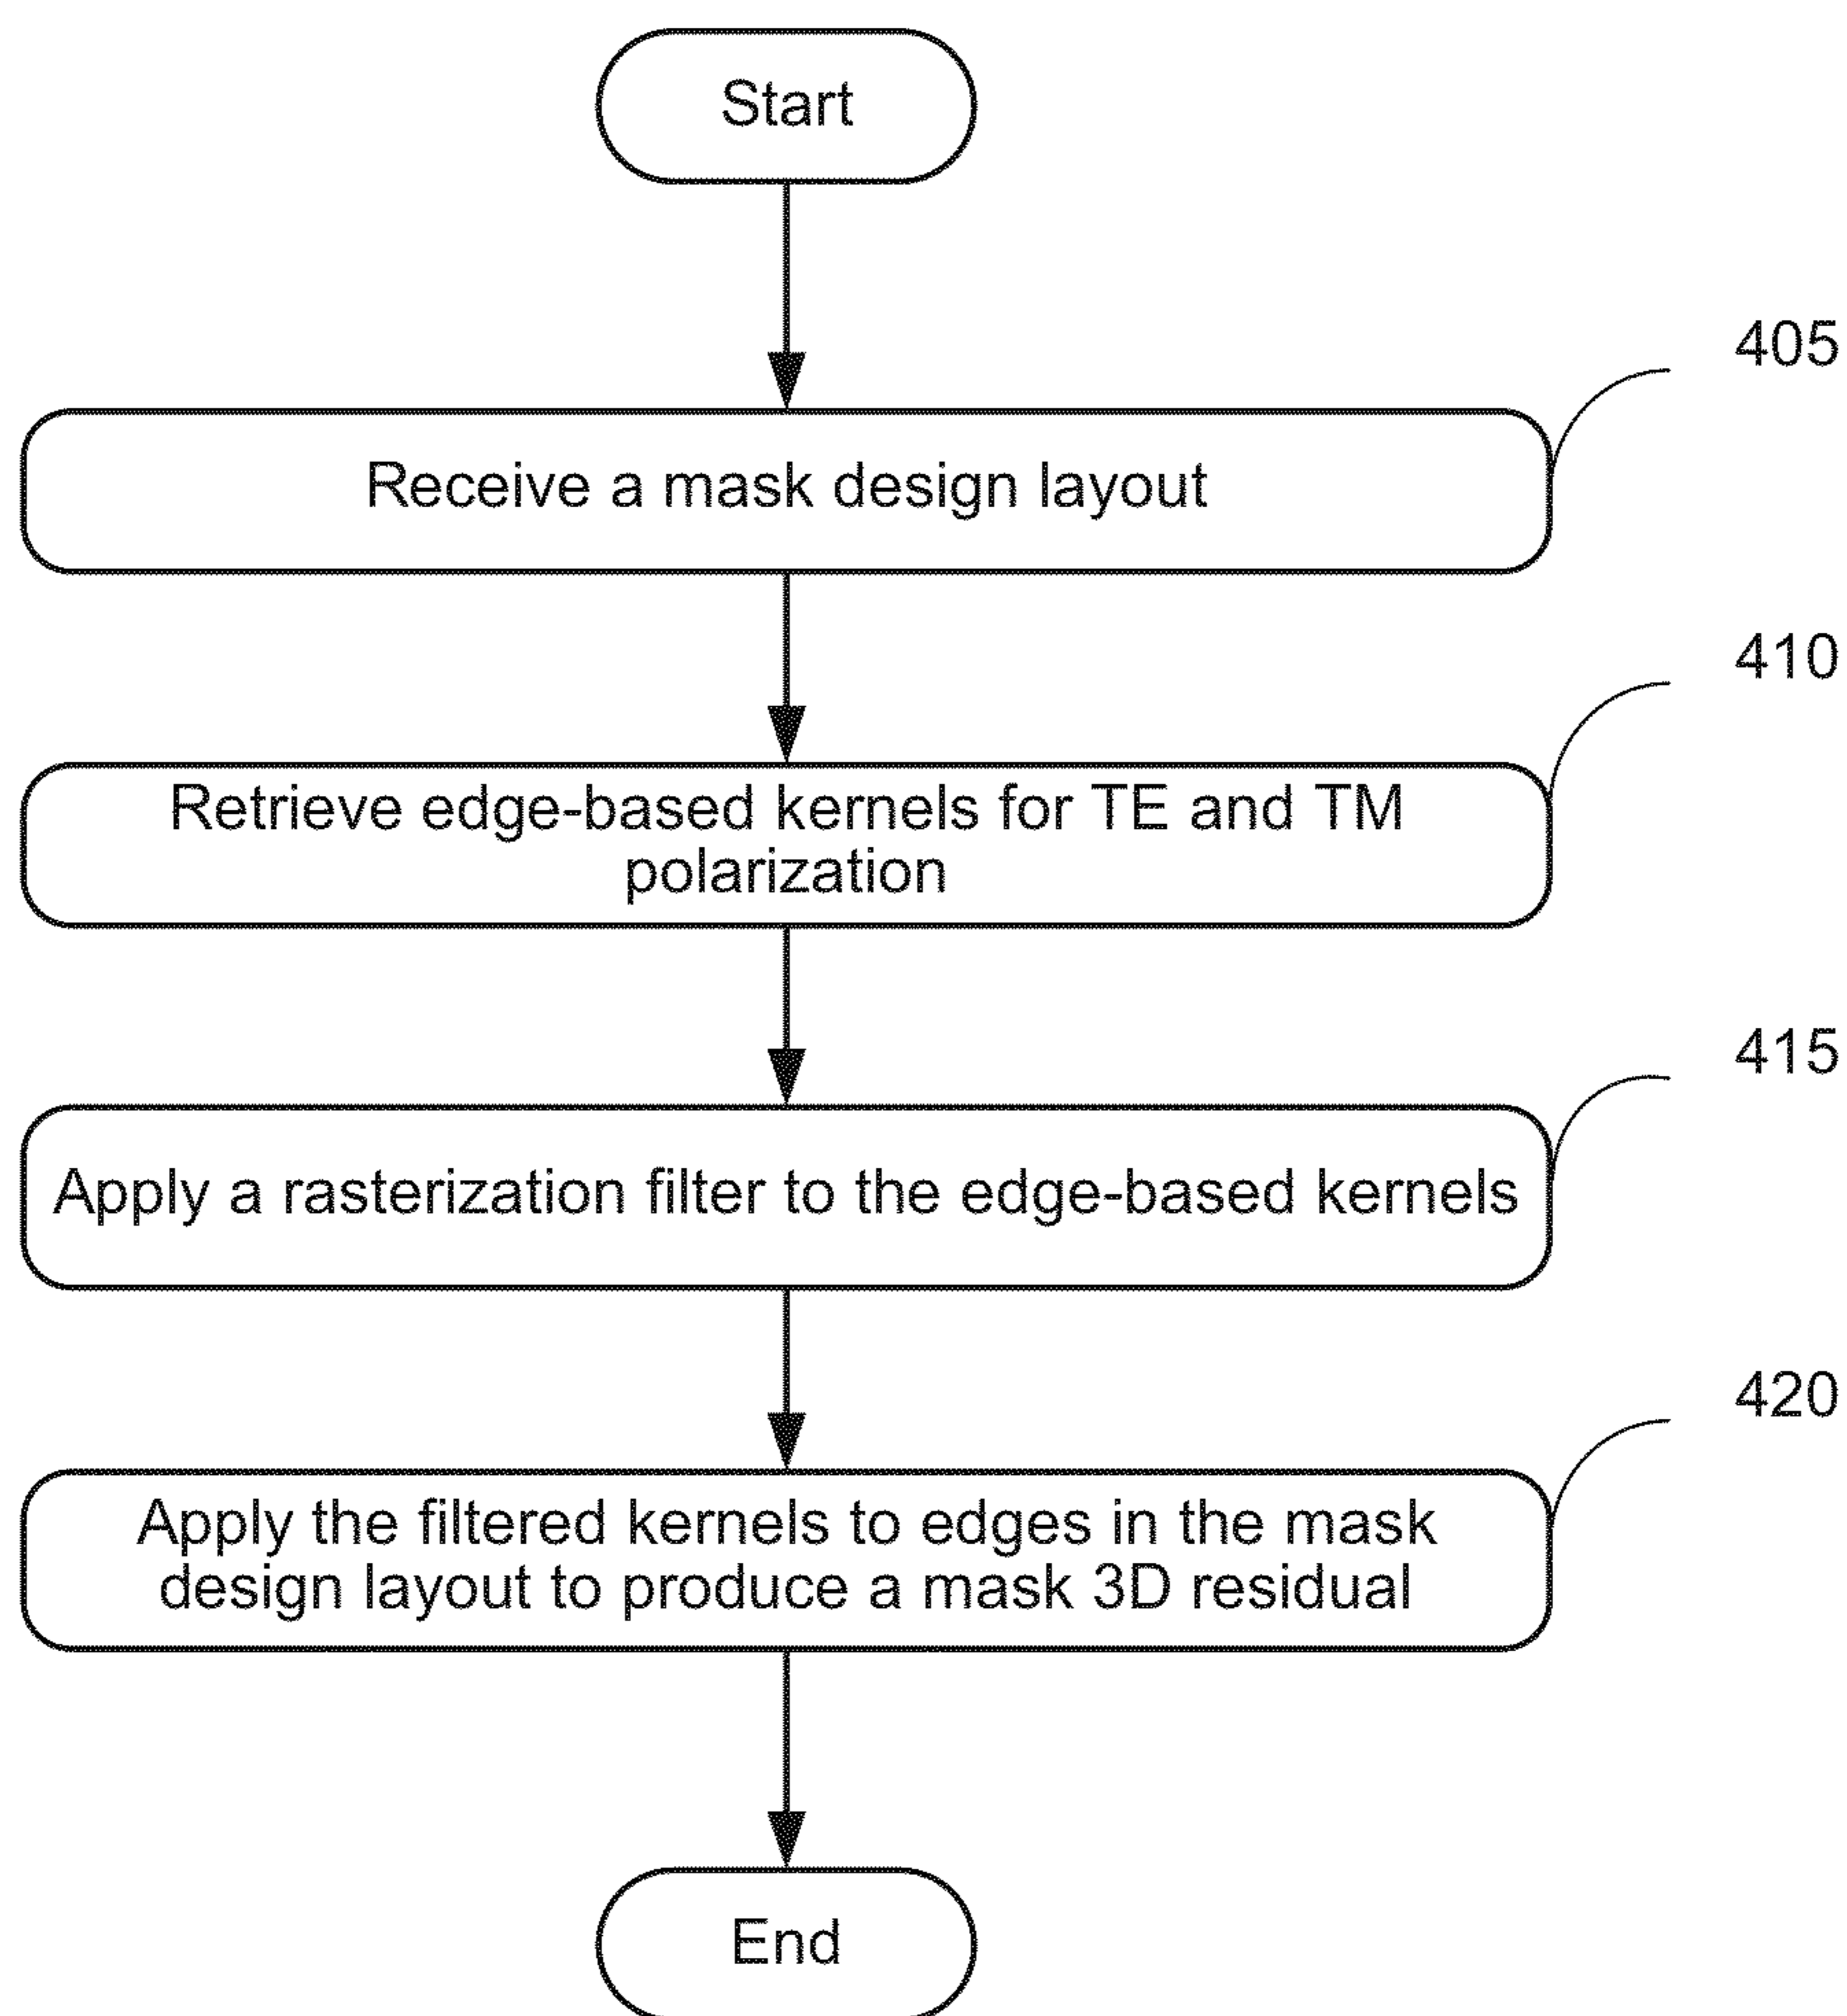 Start
405
Receive a mask design layout
410
Retrieve edge-based kernels for TE and TM
polarization
415
Apply a rasterization filter to the edge-based kernels
420
Apply the filtered kernels to edges in the mask
design layout to produce a mask 3D residual
End